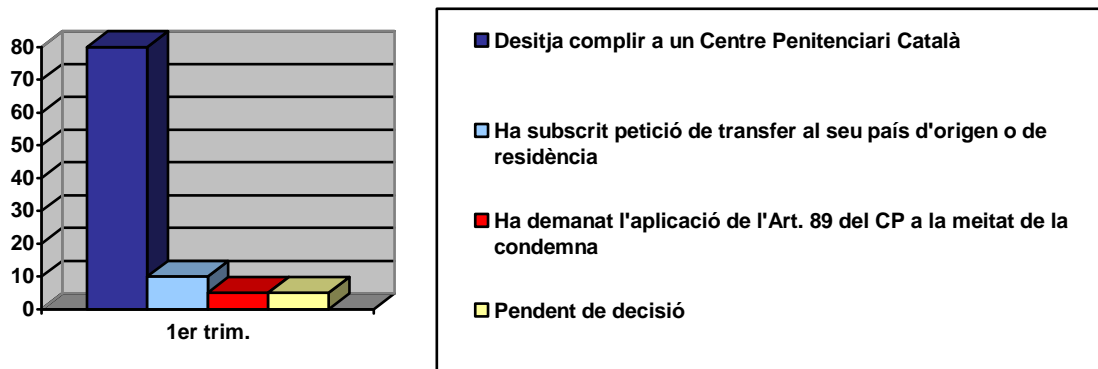 80
70
60
50
40
30
20
10
0
1er trim.
Desitja complir a un Centre Penitenciari Català
Ha subscrit petició de transfer al seu país d'origen o de
residència
Ha demanat l'aplicació de l'Art. 89 del CP a la meitat de la
condemna
Pendent de decisió